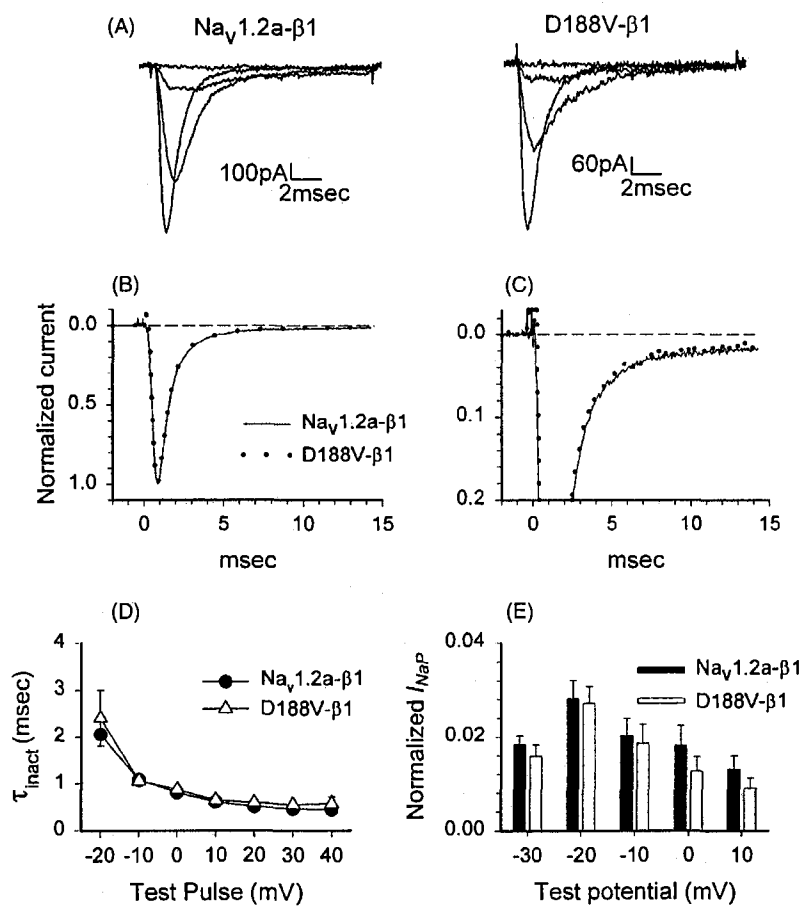 (A)
Nav1.2a-β1
D188V-β1
100pA
2msec
60pA
2msec
(B)
(C)
Normalized current
0.0
0.5
1.0
Nav1.2a-β1
D188V-β1
0 5 10 15
msec
0.0
0.1
0.2
0 5 10 15
msec
(D)
(E)
τinact (msec)
4
3
2
1
0
Nav1.2a-β1
D188V-β1
-20 -10 0 10 20 30 40
Test Pulse (mV)
Normalized INaP
0.04
0.02
0.00
Nav1.2a-β1
D188V-β1
-30 -20 -10 0 10
Test potential (mV)